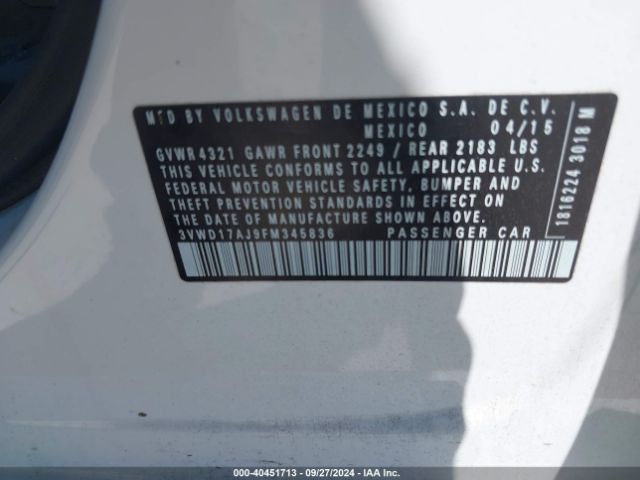 MFD BY VOLKSWAGEN DE MEXICO S.A. DE C.V.
MEXICO 04/15
GVWR 4321 GAWR FRONT 2249 / REAR 2183 LBS
THIS VEHICLE CONFORMS TO ALL APPLICABLE U.S.
FEDERAL MOTOR VEHICLE SAFETY, BUMPER AND
THEFT PREVENTION STANDARDS IN EFFECT ON
THE DATE OF MANUFACTURE SHOWN ABOVE.
3VWD17AJ9FM345836 PASSENGER CAR
1816224 3018 M
000-40451713 - 09/27/2024 - IAA Inc.